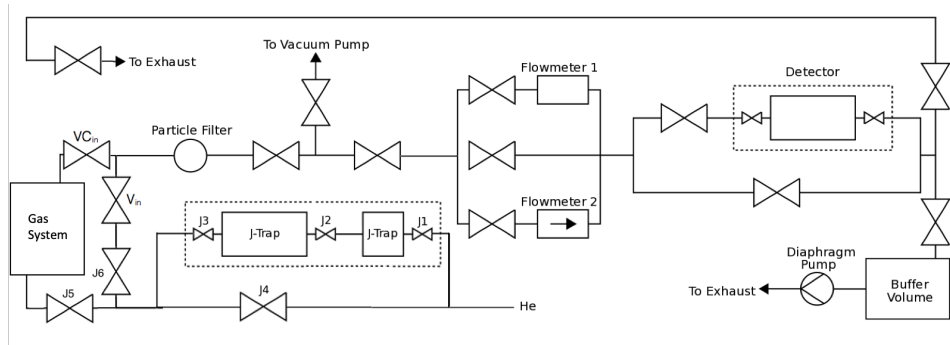 To Vacuum Pump
To Exhaust
Flowmeter 1
Detector
Particle Filter
VCin
Vin
Flowmeter 2
Gas
System
J3
J2
J1
J-Trap
J-Trap
J6
J5
J4
He
Diaphragm
Pump
To Exhaust
Buffer
Volume